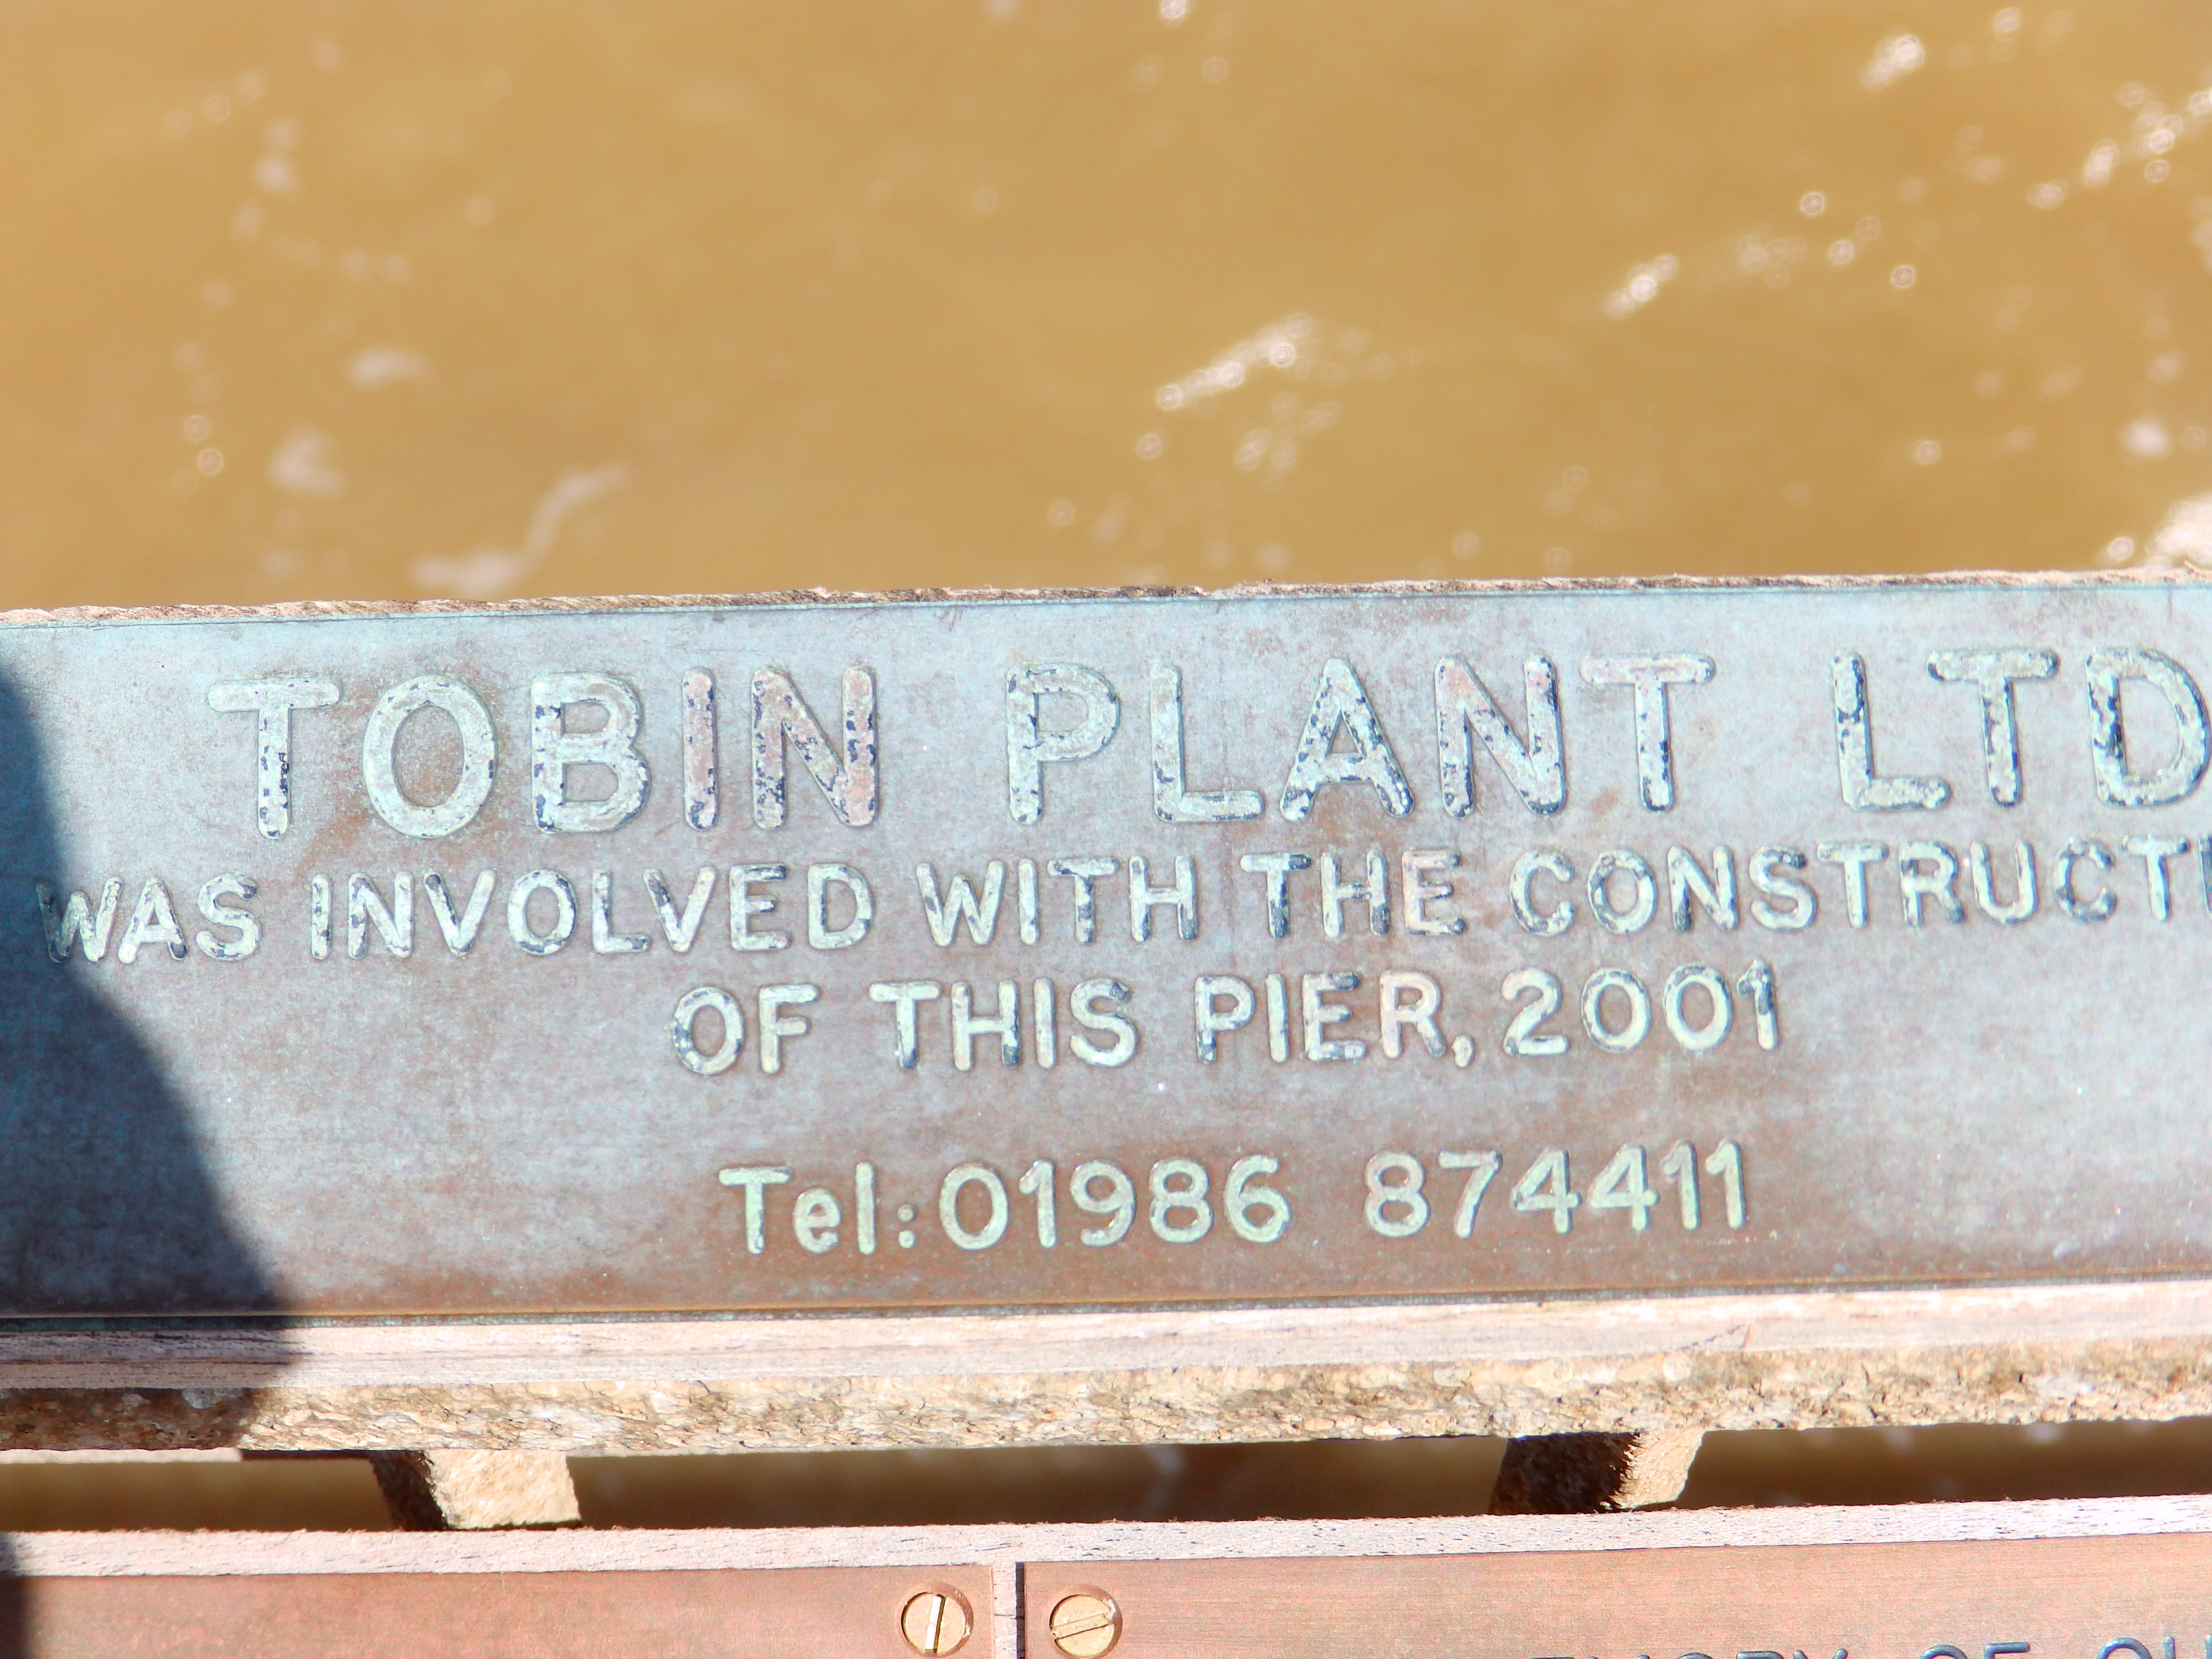 TOBIN PLANT LTD
WAS INVOLVED WITH THE CONSTRUCTI
OF THIS PIER, 2001
Tel: 01986 874411